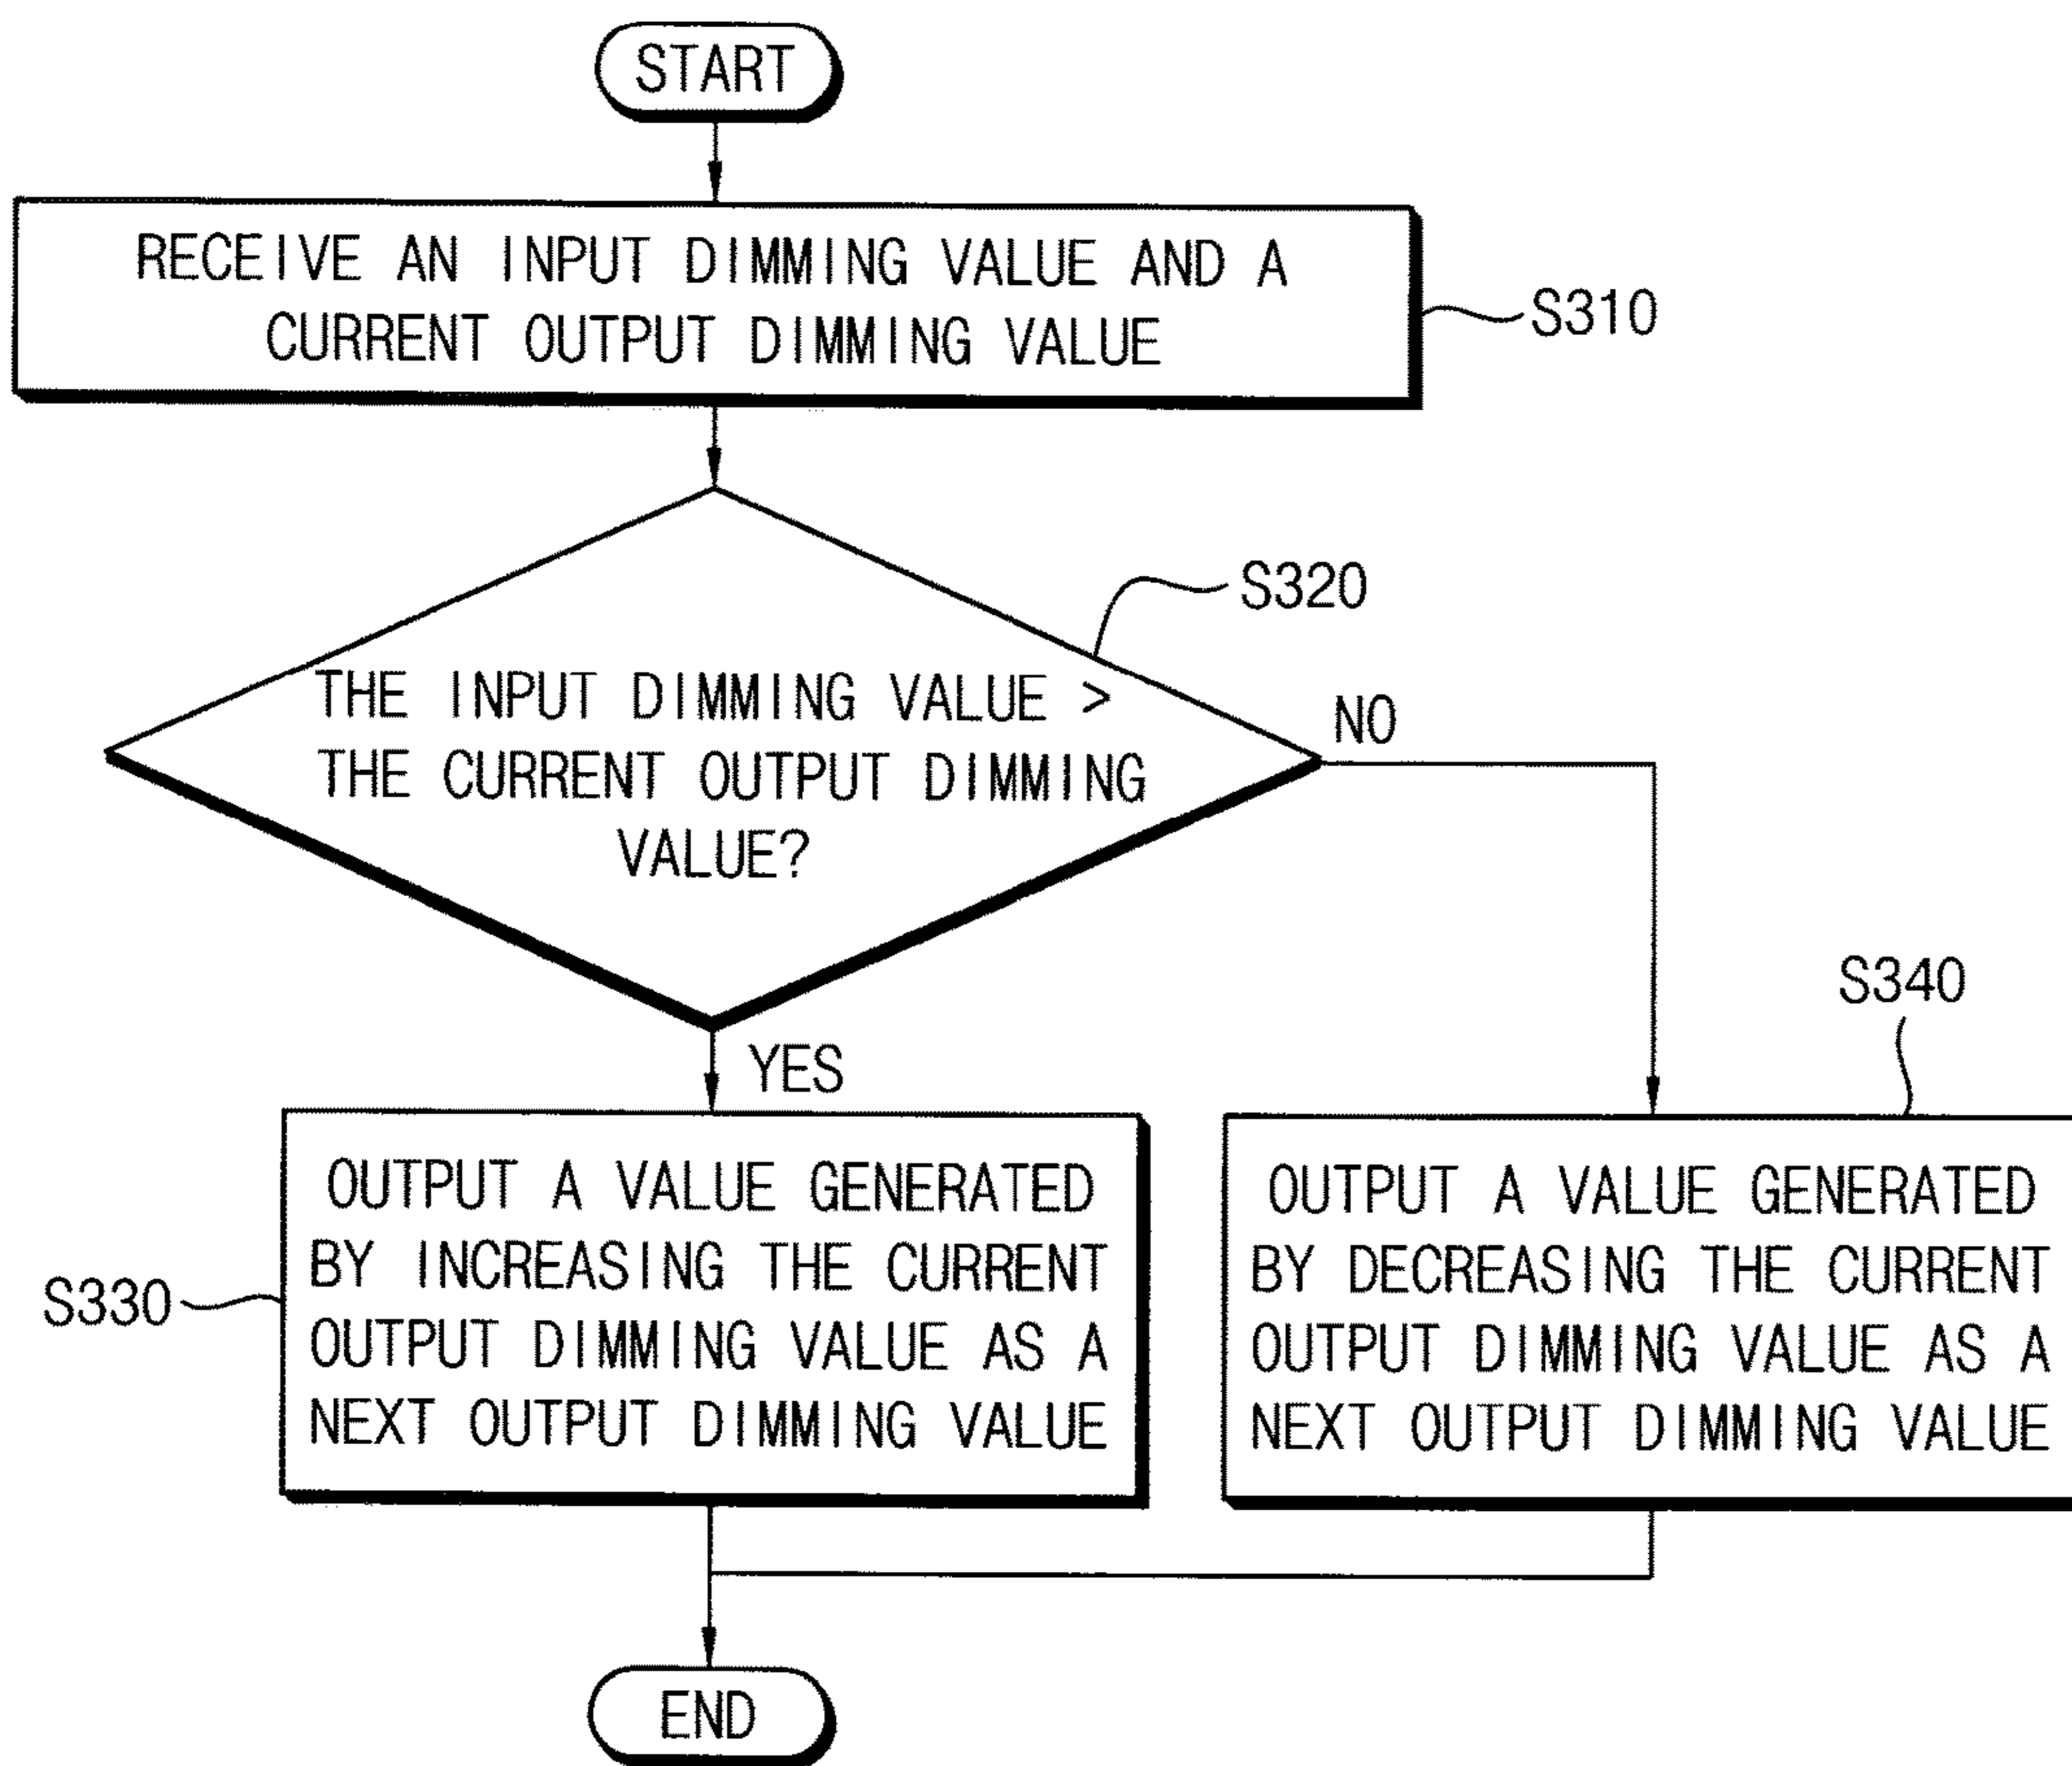 START
RECEIVE AN INPUT DIMMING VALUE AND A
CURRENT OUTPUT DIMMING VALUE
S310
S320
THE INPUT DIMMING VALUE >
THE CURRENT OUTPUT DIMMING
VALUE?
NO
YES
S330
OUTPUT A VALUE GENERATED
BY INCREASING THE CURRENT
OUTPUT DIMMING VALUE AS A
NEXT OUTPUT DIMMING VALUE
S340
OUTPUT A VALUE GENERATED
BY DECREASING THE CURRENT
OUTPUT DIMMING VALUE AS A
NEXT OUTPUT DIMMING VALUE
END